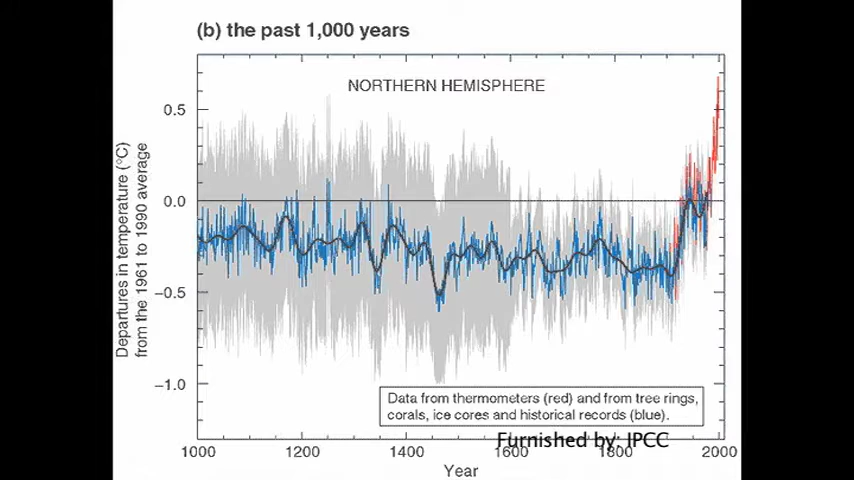 (b) the past 1,000 years
NORTHERN HEMISPHERE
Departures in temperature (°C)
from the 1961 to 1990 average
0.5
0.0
−0.5
−1.0
Data from thermometers (red) and from tree rings,
corals, ice cores and historical records (blue).
Furnished by: IPCC
1000 1200 1400 1600 1800 2000
Year